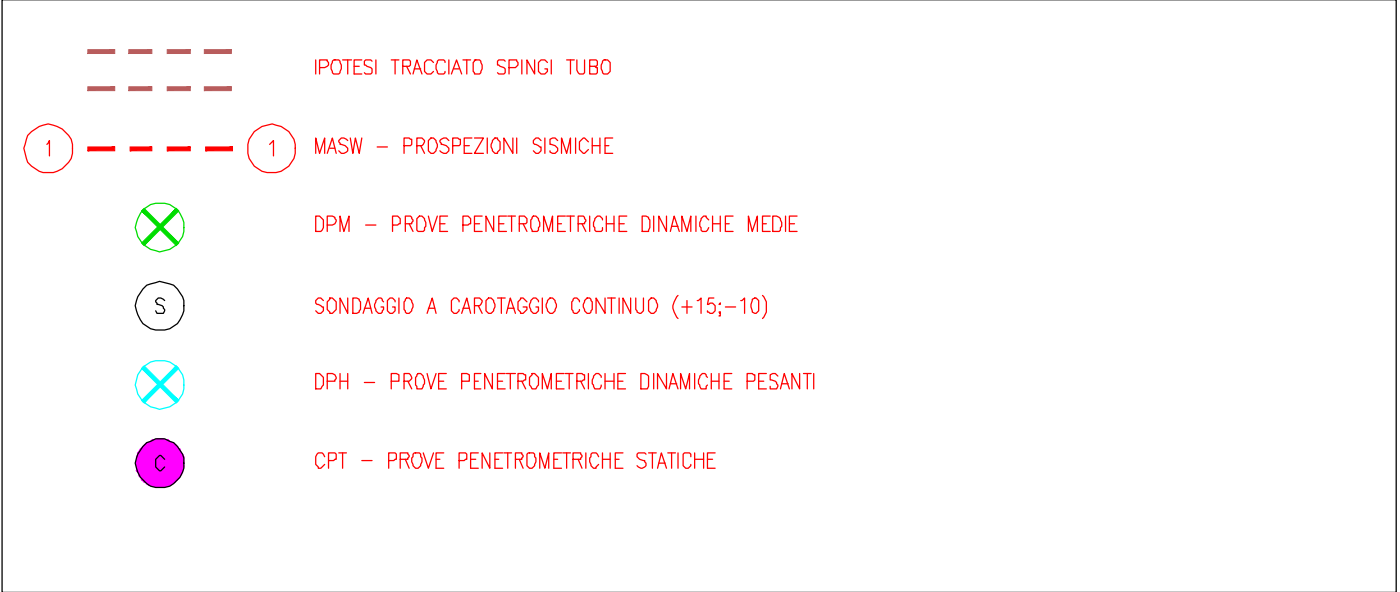 IPOTESI TRACCIATO SPINGI TUBO
1 1 MASW - PROSPEZIONI SISMICHE
DPM - PROVE PENETROMETRICHE DINAMICHE MEDIE
S SONDAGGIO A CAROTAGGIO CONTINUO (+15;-10)
DPH - PROVE PENETROMETRICHE DINAMICHE PESANTI
C CPT - PROVE PENETROMETRICHE STATICHE